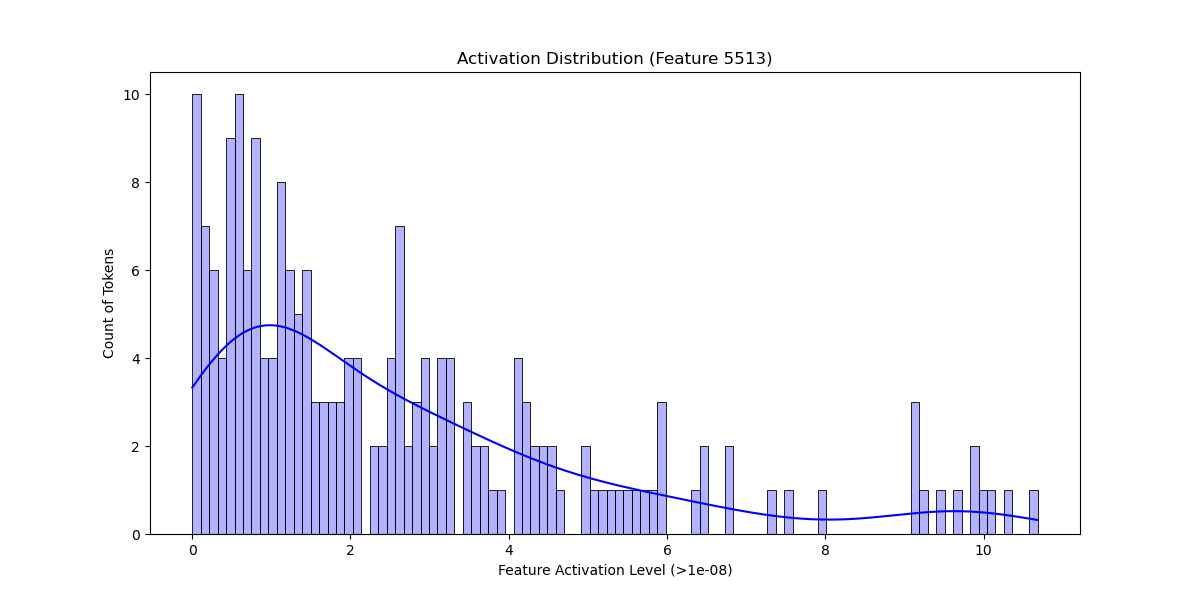 Activation Distribution (Feature 5513)
10
8
6
4
2
0
Count of Tokens
0 2 4 6 8 10
Feature Activation Level (>1e-08)